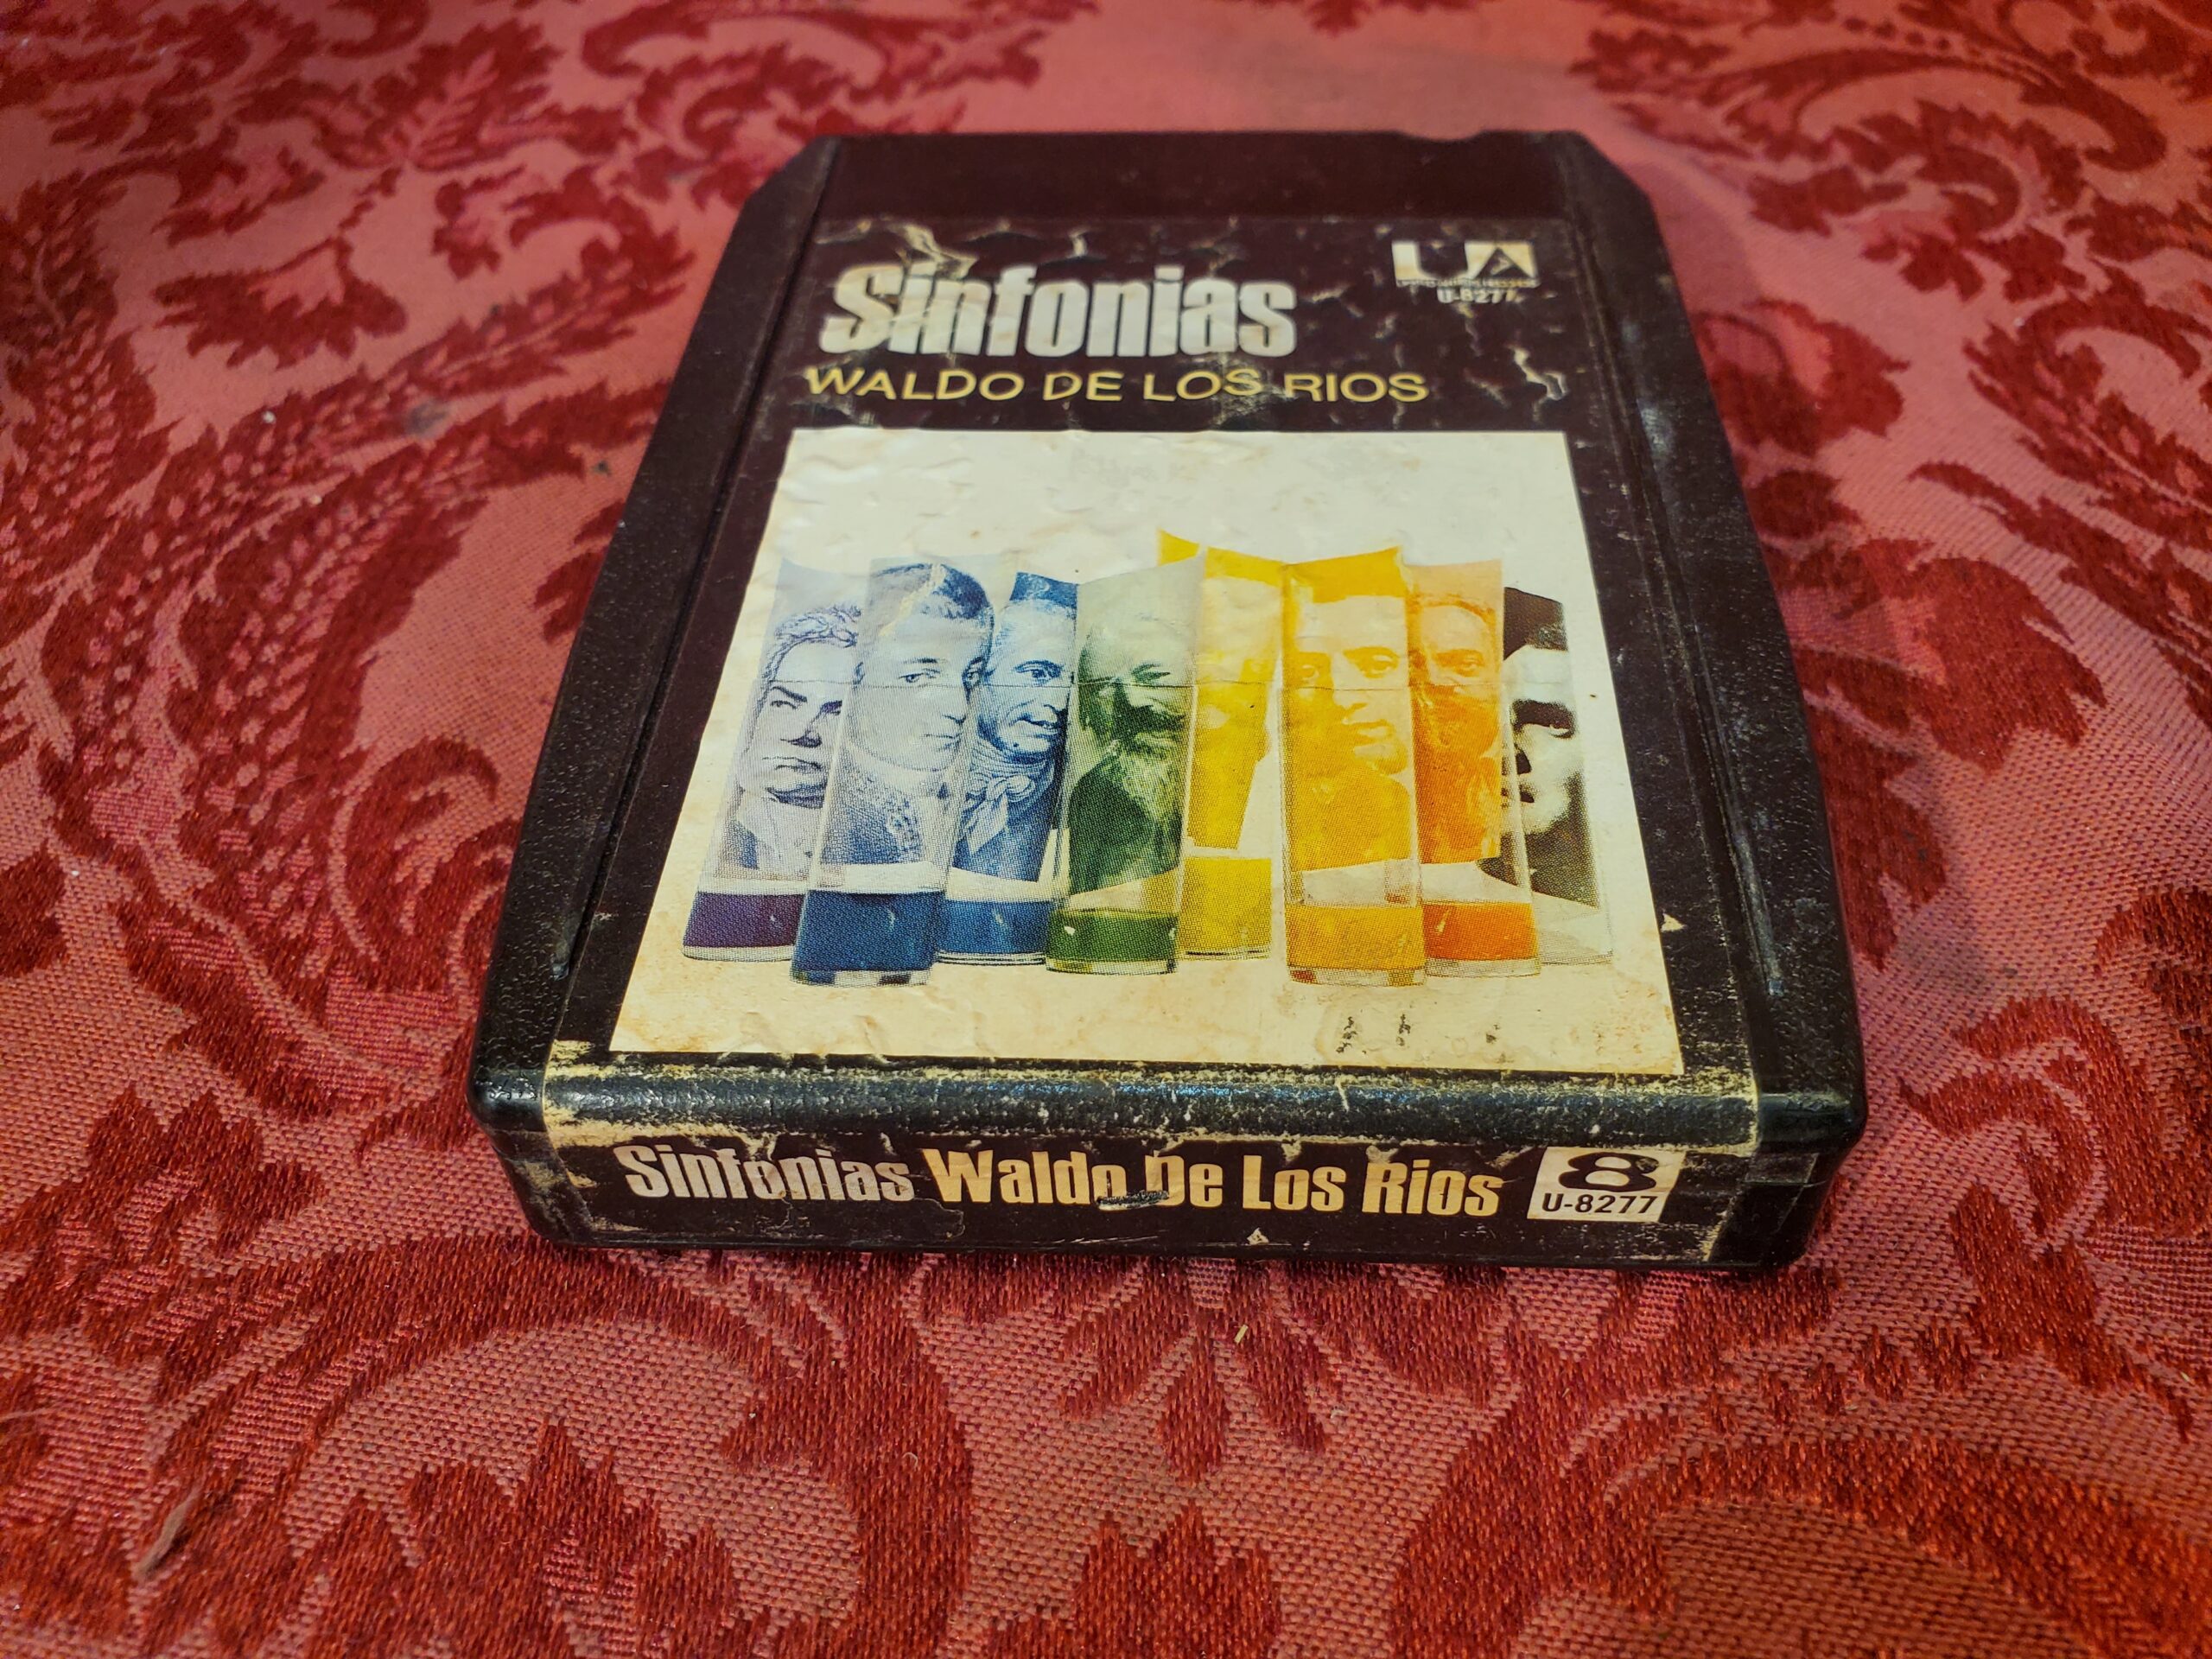 Sinfonias
UA
U-8277
WALDO DE LOS RIOS
Sinfonias Waldo De Los Rios
8
U-8277